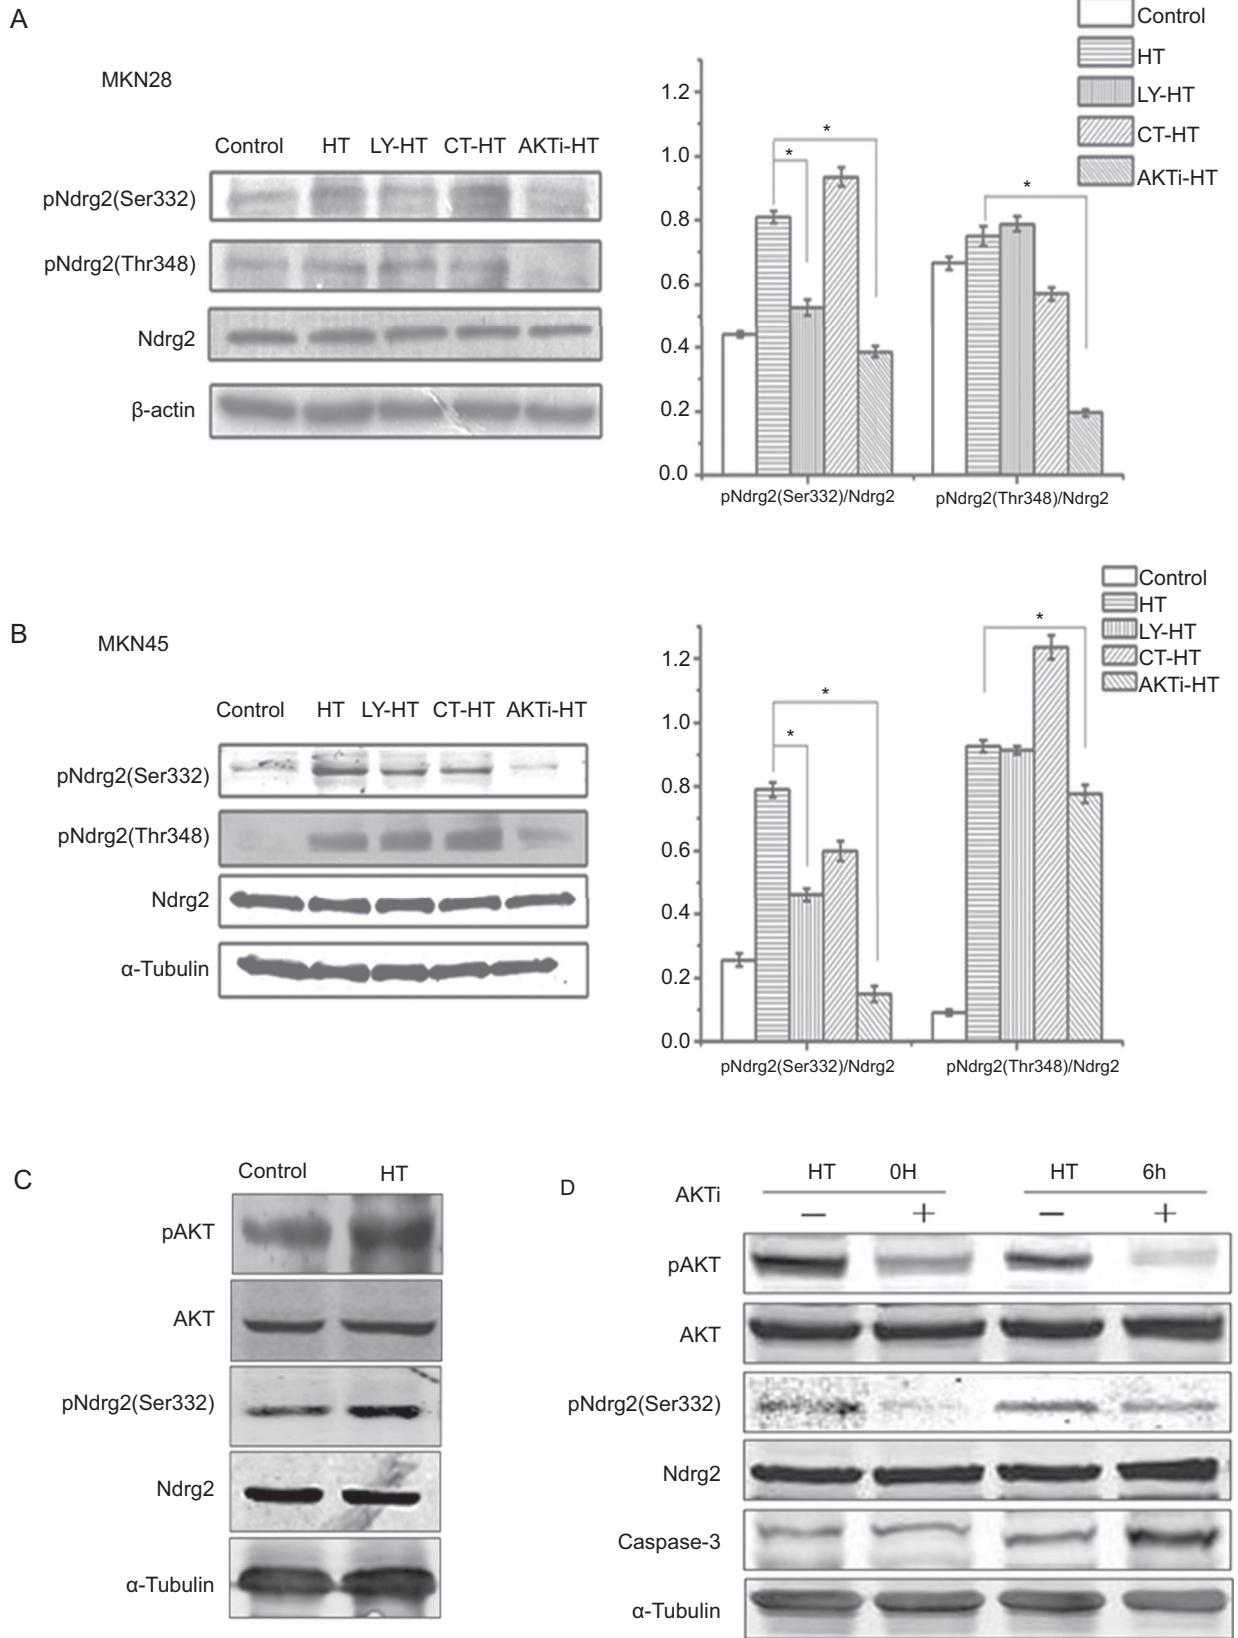 A
MKN28
Control HT LY-HT CT-HT AKTi-HT
pNdrg2(Ser332)
pNdrg2(Thr348)
Ndrg2
β-actin
Control
HT
LY-HT
CT-HT
AKTi-HT
1.2
1.0
0.8
0.6
0.4
0.2
0.0
* * *
pNdrg2(Ser332)/Ndrg2 pNdrg2(Thr348)/Ndrg2
B
MKN45
Control HT LY-HT CT-HT AKTi-HT
pNdrg2(Ser332)
pNdrg2(Thr348)
Ndrg2
α-Tubulin
Control
HT
LY-HT
CT-HT
AKTi-HT
1.2
1.0
0.8
0.6
0.4
0.2
0.0
* * *
pNdrg2(Ser332)/Ndrg2 pNdrg2(Thr348)/Ndrg2
C
Control HT
pAKT
AKT
pNdrg2(Ser332)
Ndrg2
α-Tubulin
D
HT 0H HT 6h
AKTi
— + — +
pAKT
AKT
pNdrg2(Ser332)
Ndrg2
Caspase-3
α-Tubulin